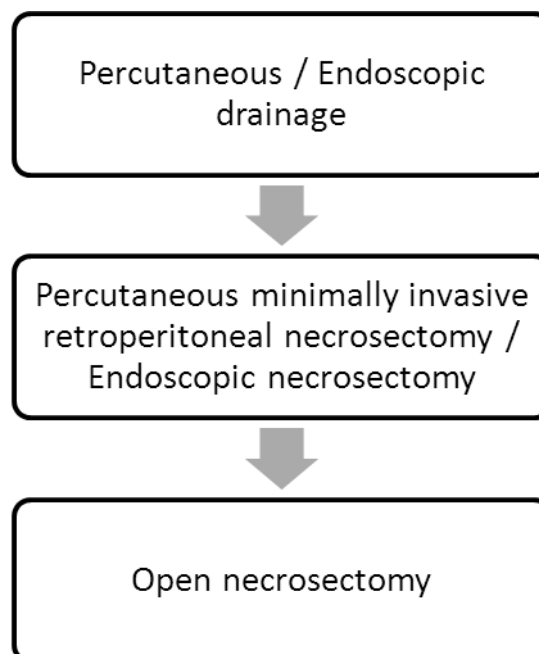 Percutaneous / Endoscopic
drainage
Percutaneous minimally invasive
retroperitoneal necrosectomy /
Endoscopic necrosectomy
Open necrosectomy